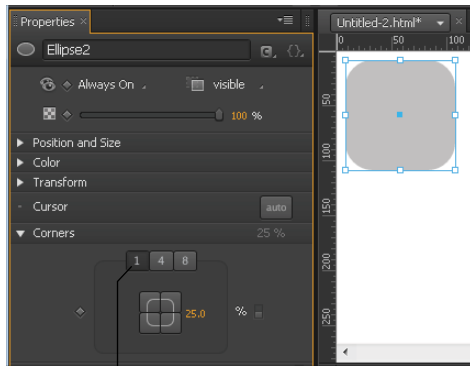 Properties ×
Untitled-2.html* ×
Ellipse2
Always On
visible
100 %
Position and Size
Color
Transform
Cursor
auto
Corners
25 %
1 4 8
25.0 %
0 50 100
50
100
150
200
250